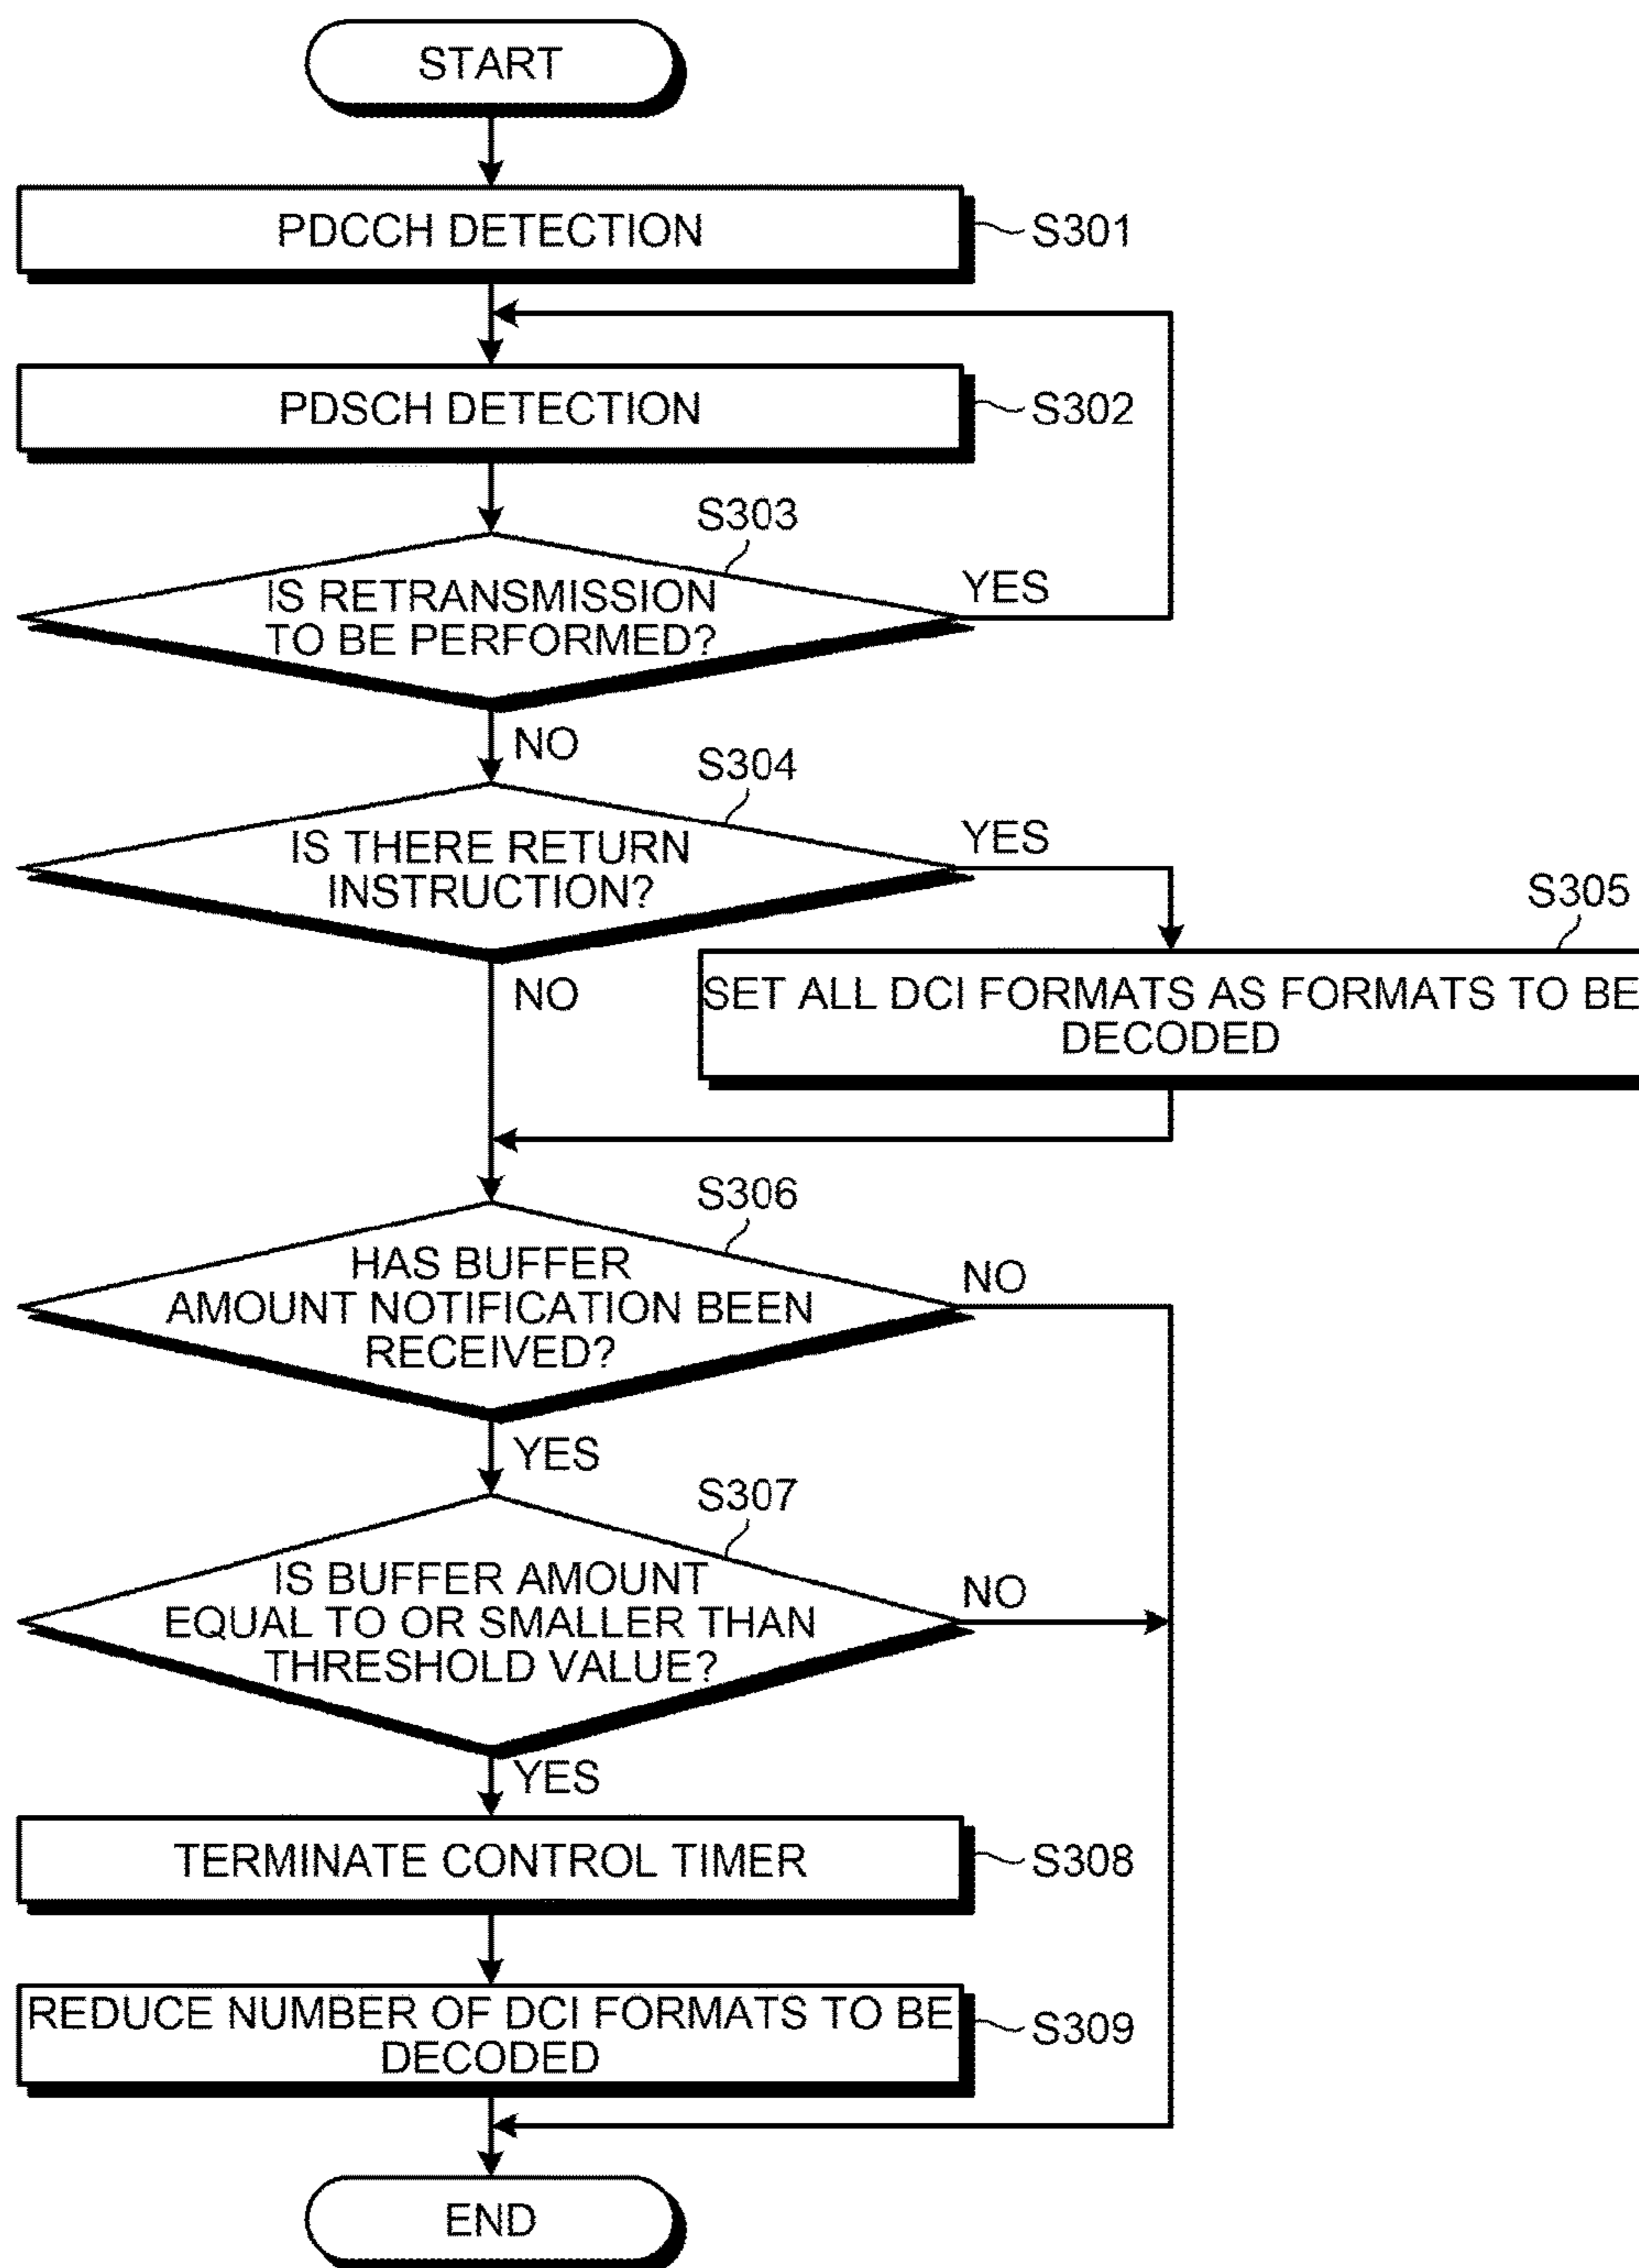 START
PDCCH DETECTION
S301
PDSCH DETECTION
S302
S303
IS RETRANSMISSION
TO BE PERFORMED?
YES
NO
S304
IS THERE RETURN
INSTRUCTION?
YES
NO
S305
SET ALL DCI FORMATS AS FORMATS TO BE
DECODED
S306
HAS BUFFER
AMOUNT NOTIFICATION BEEN
RECEIVED?
NO
YES
S307
IS BUFFER AMOUNT
EQUAL TO OR SMALLER THAN
THRESHOLD VALUE?
NO
YES
TERMINATE CONTROL TIMER
S308
REDUCE NUMBER OF DCI FORMATS TO BE
DECODED
S309
END